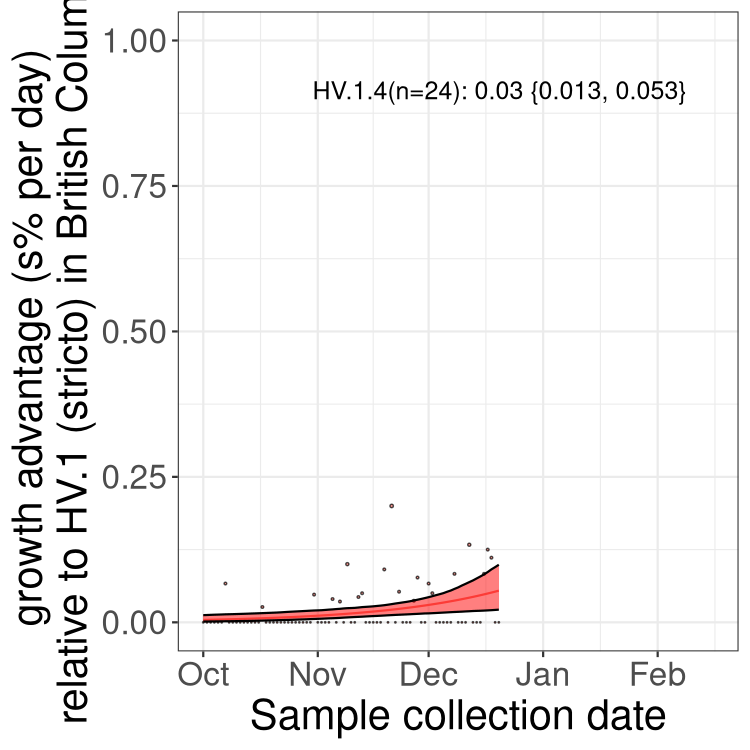 growth advantage (s% per day)
relative to HV.1 (stricto) in British Colum
1.00
0.75
0.50
0.25
0.00
HV.1.4(n=24): 0.03 {0.013, 0.053}
Oct Nov Dec Jan Feb
Sample collection date